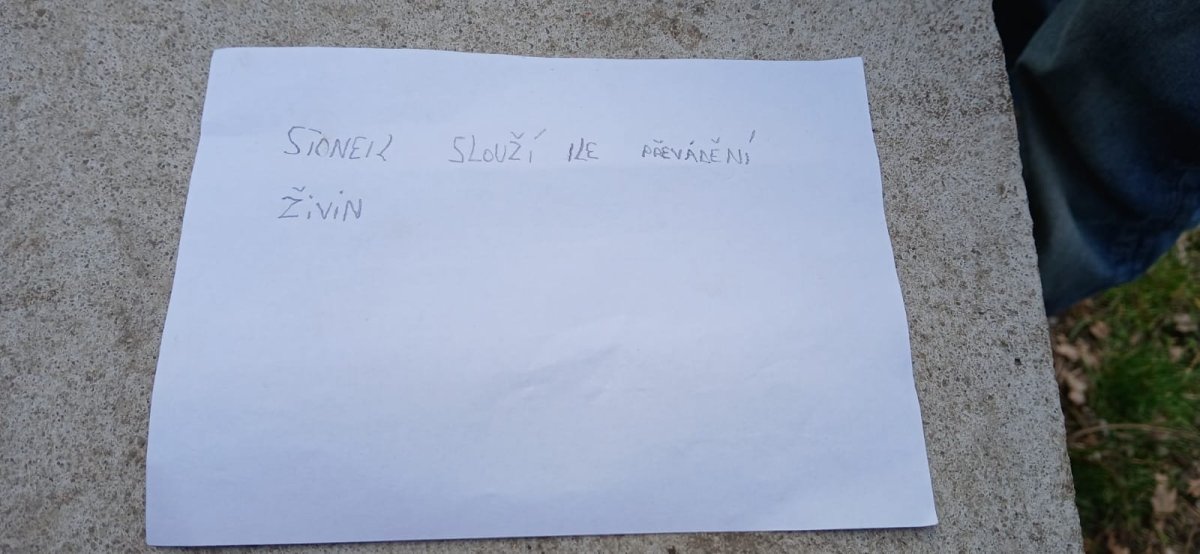 STONEK SLOUŽÍ KE PŘEVÁDĚNÍ
ŽIVIN